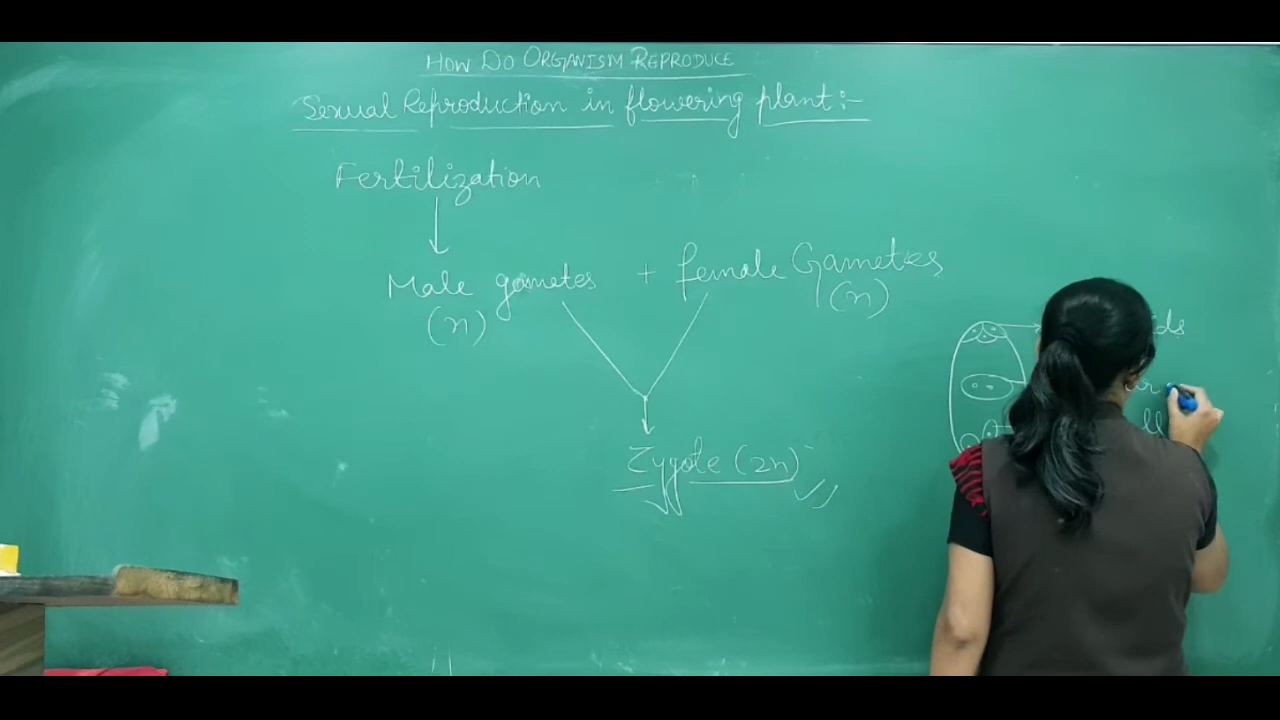 HOW DO ORGANISM REPRODUCE
Sexual Reproduction in flowering plant:-
Fertilization
Male gametes + female Gametes
(n) (n)
Zygote (2n)